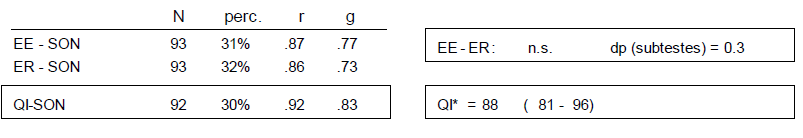 N perc. r g
EE - SON 93 31% .87 .77
ER - SON 93 32% .86 .73
QI-SON 92 30% .92 .83
EE - ER: n.s. dp (subtestes) = 0.3
QI* = 88 ( 81 - 96)